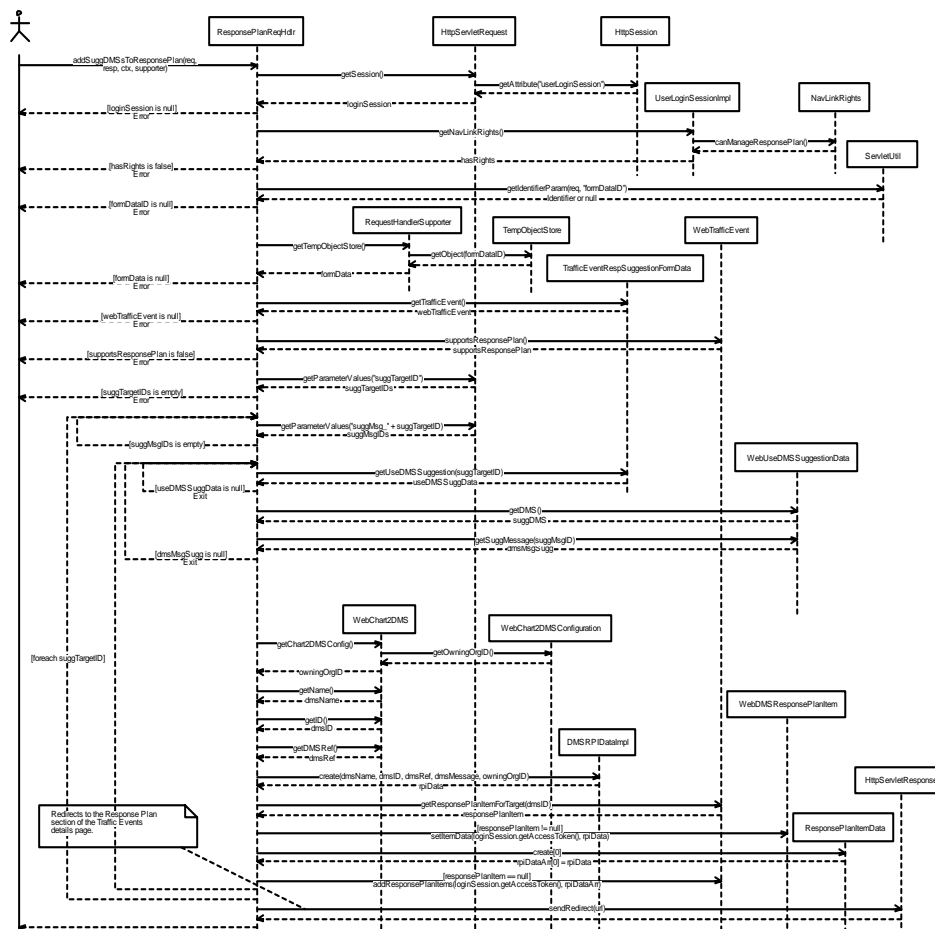 ResponsePlanReqHdlr
HttpServletRequest
HttpSession
addSuggDMSsToResponsePlan(req,
resp, ctx, supporter)
getSession()
getAttribute("userLoginSession")
UserLoginSessionImpl
NavLinkRights
loginSession
[loginSession is null]
Error
getNavLinkRights()
canManageResponsePlan()
ServletUtil
hasRights
[hasRights is false]
Error
getIdentifierParam(req, "formDataID")
Identifier or null
[formDataID is null]
Error
RequestHandlerSupporter
TempObjectStore
WebTrafficEvent
getTempObjectStore()
getObject(formDataID)
TrafficEventRespSuggestionFormData
formData
[formData is null]
Error
getTrafficEvent()
webTrafficEvent
[webTrafficEvent is null]
Error
supportsResponsePlan()
supportsResponsePlan
[supportsResponsePlan is false]
Error
getParameterValues("suggTargetID")
suggTargetIDs
[suggTargetIDs is empty]
Error
getParameterValues("suggMsg_" + suggTargetID)
suggMsgIDs
[suggMsgIDs is empty]
WebUseDMSSuggestionData
getUseDMSSuggestion(suggTargetID)
useDMSSuggData
[useDMSSuggData is null]
Exit
getDMS()
suggDMS
getSuggMessage(suggMsgID)
dmsMsgSugg
[dmsMsgSugg is null]
Exit
WebChart2DMS
WebChart2DMSConfiguration
getChart2DMSConfig()
getOwningOrgID()
[foreach suggTargetID]
owningOrgID
getName()
dmsName
WebDMSResponsePlanItem
getID()
dmsID
getDMSRef()
dmsRef
DMSRPIDataImpl
create(dmsName, dmsID, dmsRef, dmsMessage, owningOrgID)
rpiData
HttpServletResponse
getResponsePlanItemForTarget(dmsID)
responsePlanItem
Redirects to the Response Plan
section of the Traffic Events
details page.
[responsePlanItem != null]
setItemData(loginSession.getAccessToken(), rpiData)
ResponsePlanItemData
create[0]
rpiDataArr[0] = rpiData
[responsePlanItem == null]
addResponsePlanItems(loginSession.getAccessToken(), rpiDataArr)
sendRedirect(url)